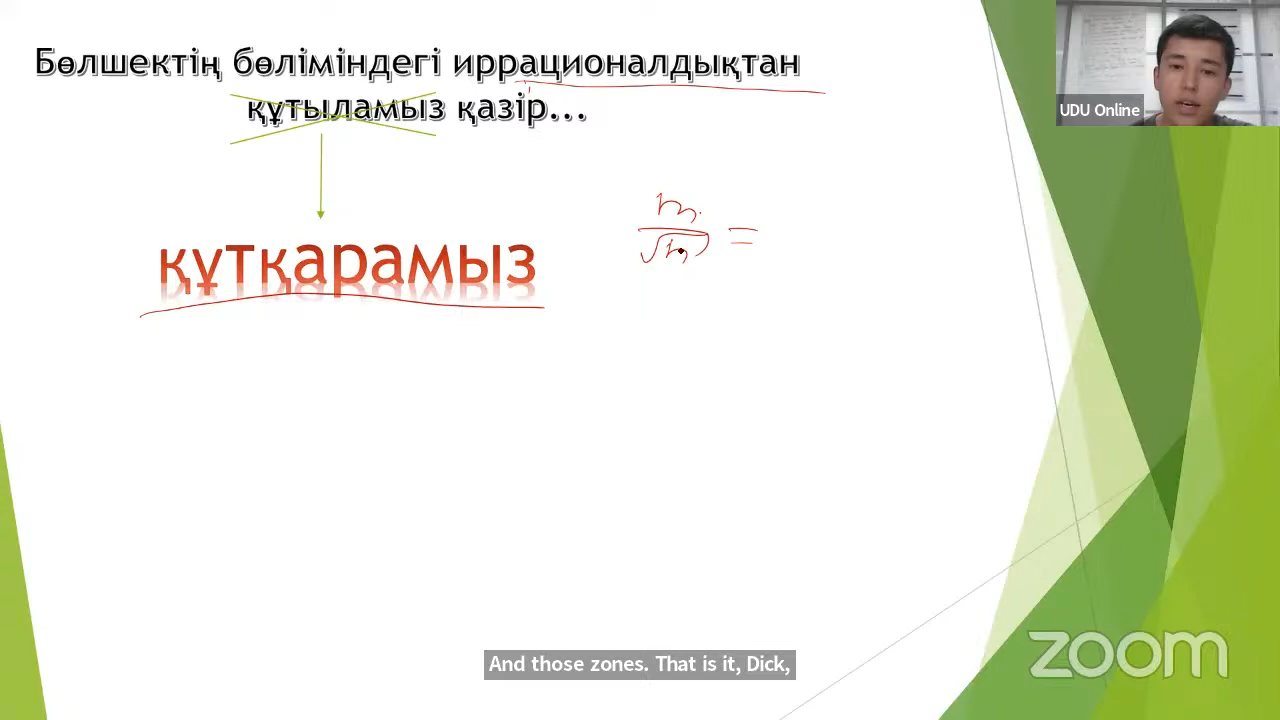 Бөлшектің бөліміндегі иррационалдықтан
құтыламыз қазір...
құтқарамыз
m
√n =
UDU Online
And those zones. That is it, Dick,
zoom